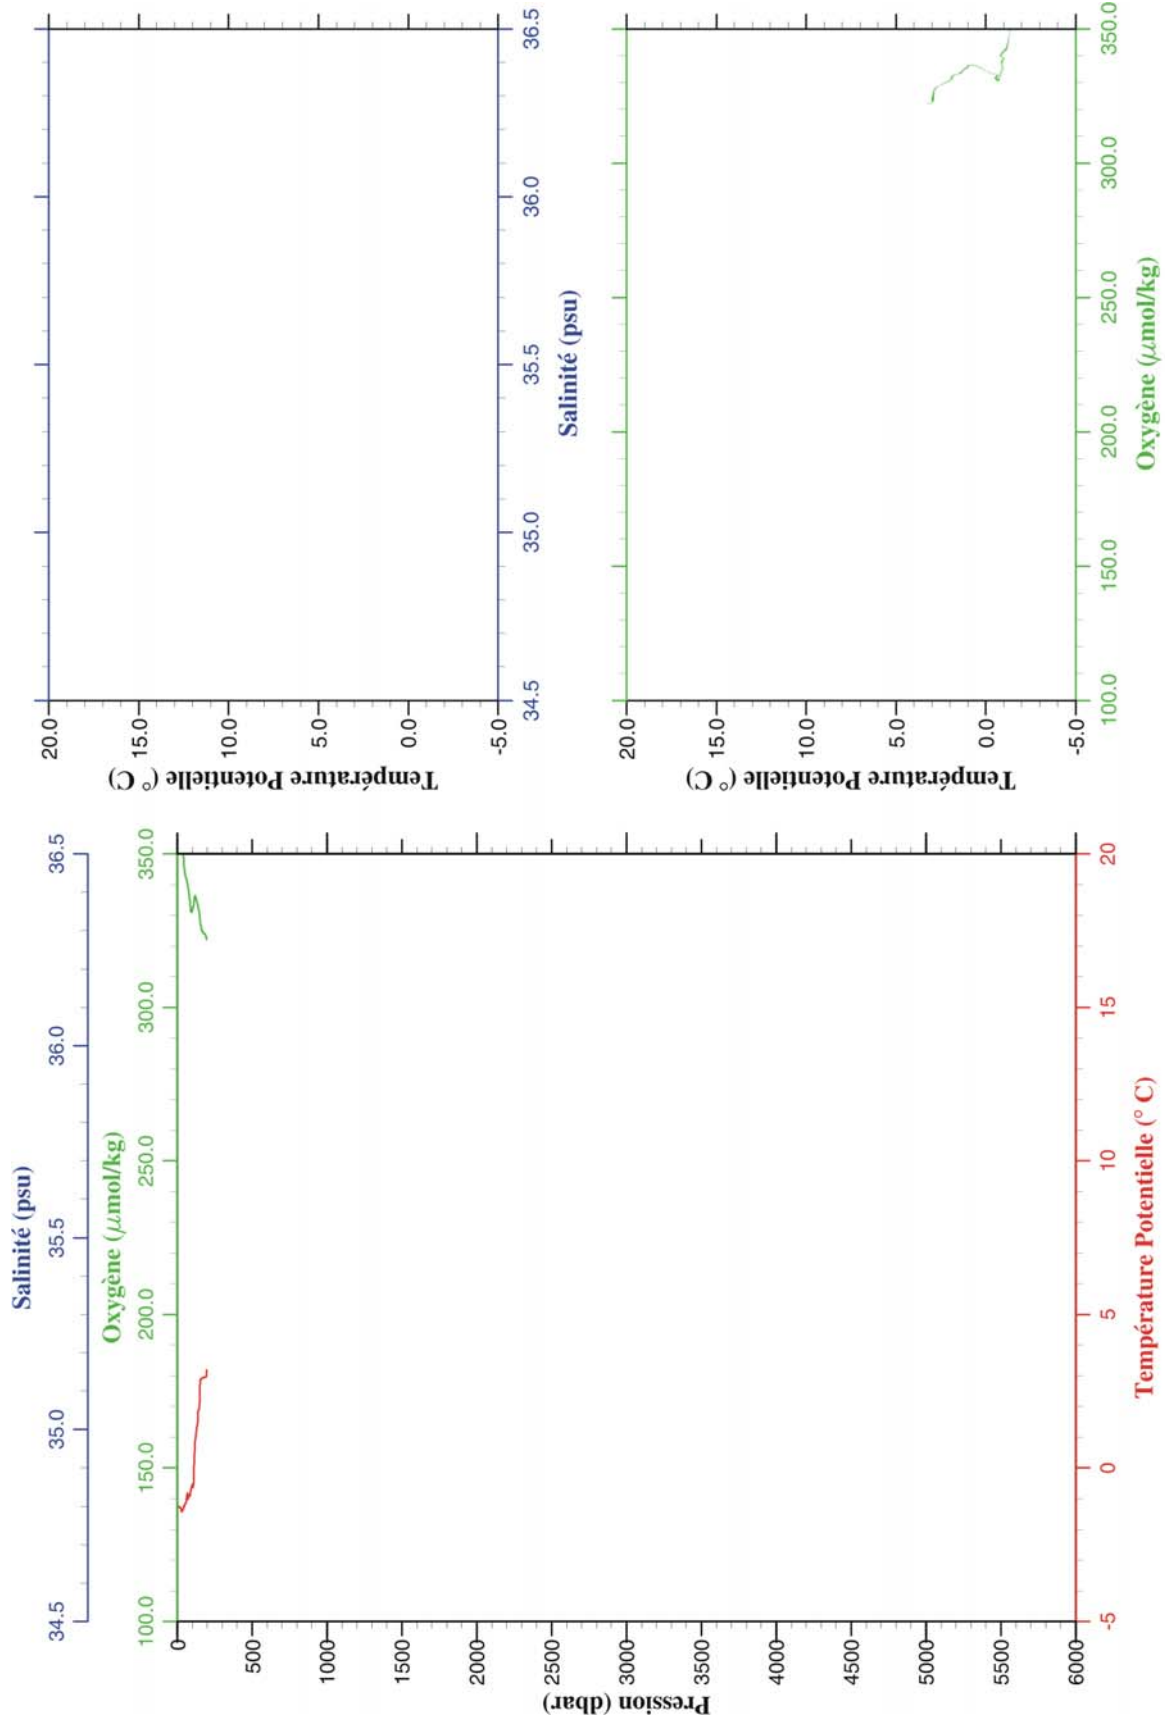 Salinité (psu)
34.5 35.0 35.5 36.0 36.5
Oxygène (μmol/kg)
100.0 150.0 200.0 250.0 300.0 350.0
Pression (dbar)
0
500
1000
1500
2000
2500
3000
3500
4000
4500
5000
5500
6000
-5 0 5 10 15 20
Température Potentielle (° C)
Température Potentielle (° C)
20.0
15.0
10.0
5.0
0.0
-5.0
34.5 35.0 35.5 36.0 36.5
Salinité (psu)
Température Potentielle (° C)
20.0
15.0
10.0
5.0
0.0
-5.0
100.0 150.0 200.0 250.0 300.0 350.0
Oxygène (μmol/kg)